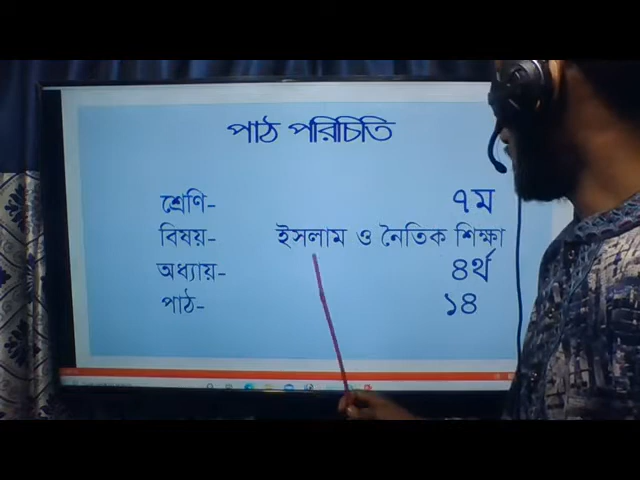 পাঠ পরিচিতি
শ্রেণি- ৭ম
বিষয়- ইসলাম ও নৈতিক শিক্ষা
অধ্যায়- ৪র্থ
পাঠ- ১৪